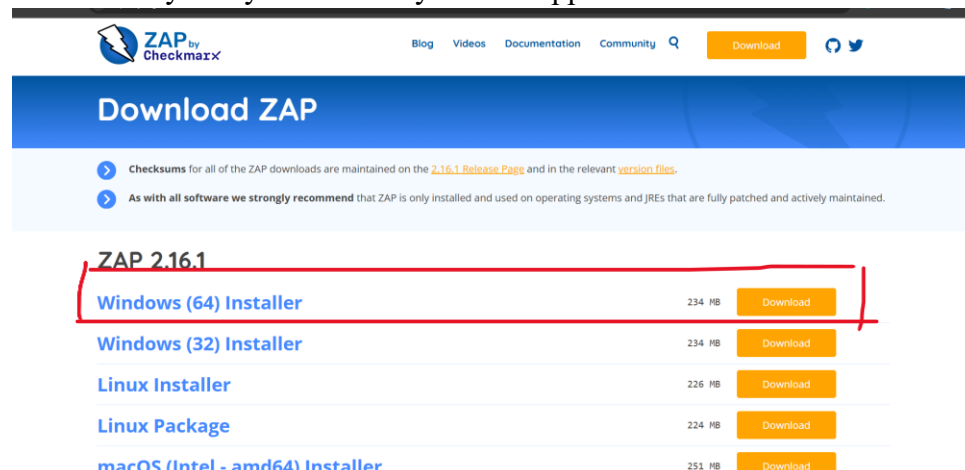 ZAP by
Checkmarx
Blog Videos Documentation Community Download
Download ZAP
Checksums for all of the ZAP downloads are maintained on the 2.16.1 Release Page and in the relevant version files.
As with all software we strongly recommend that ZAP is only installed and used on operating systems and JREs that are fully patched and actively maintained.
ZAP 2.16.1
Windows (64) Installer 234 MB Download
Windows (32) Installer 234 MB Download
Linux Installer 226 MB Download
Linux Package 224 MB Download
macOS (Intel - amd64) Installer 251 MB Download